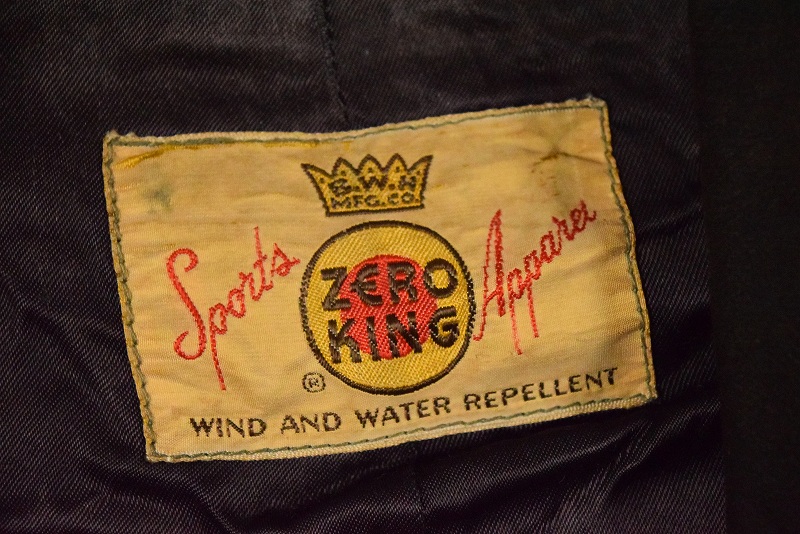 B.W.H
MFG.CO
Sports
ZERO
KING
Apparel
®
WIND AND WATER REPELLENT